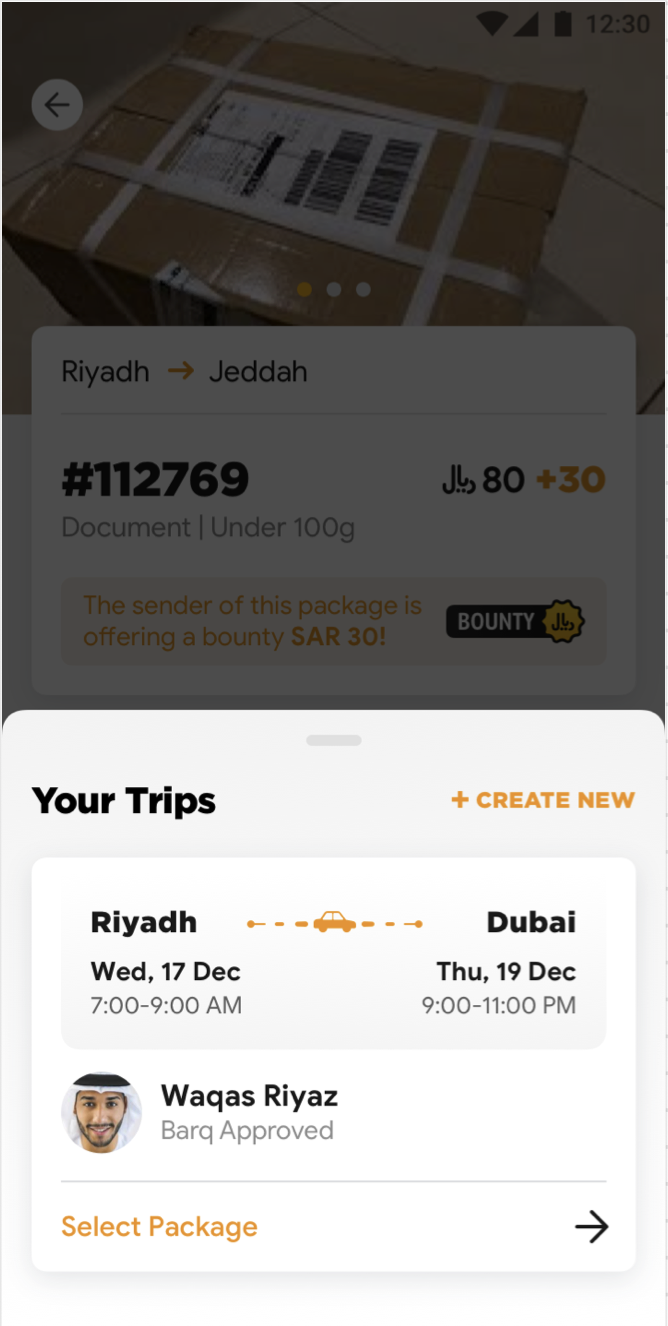 12:30
Riyadh → Jeddah
#112769
﷼ 80 +30
Document | Under 100g
The sender of this package is
offering a bounty SAR 30!
BOUNTY ﷼
Your Trips
+ CREATE NEW
Riyadh Dubai
Wed, 17 Dec Thu, 19 Dec
7:00-9:00 AM 9:00-11:00 PM
Waqas Riyaz
Barq Approved
Select Package →